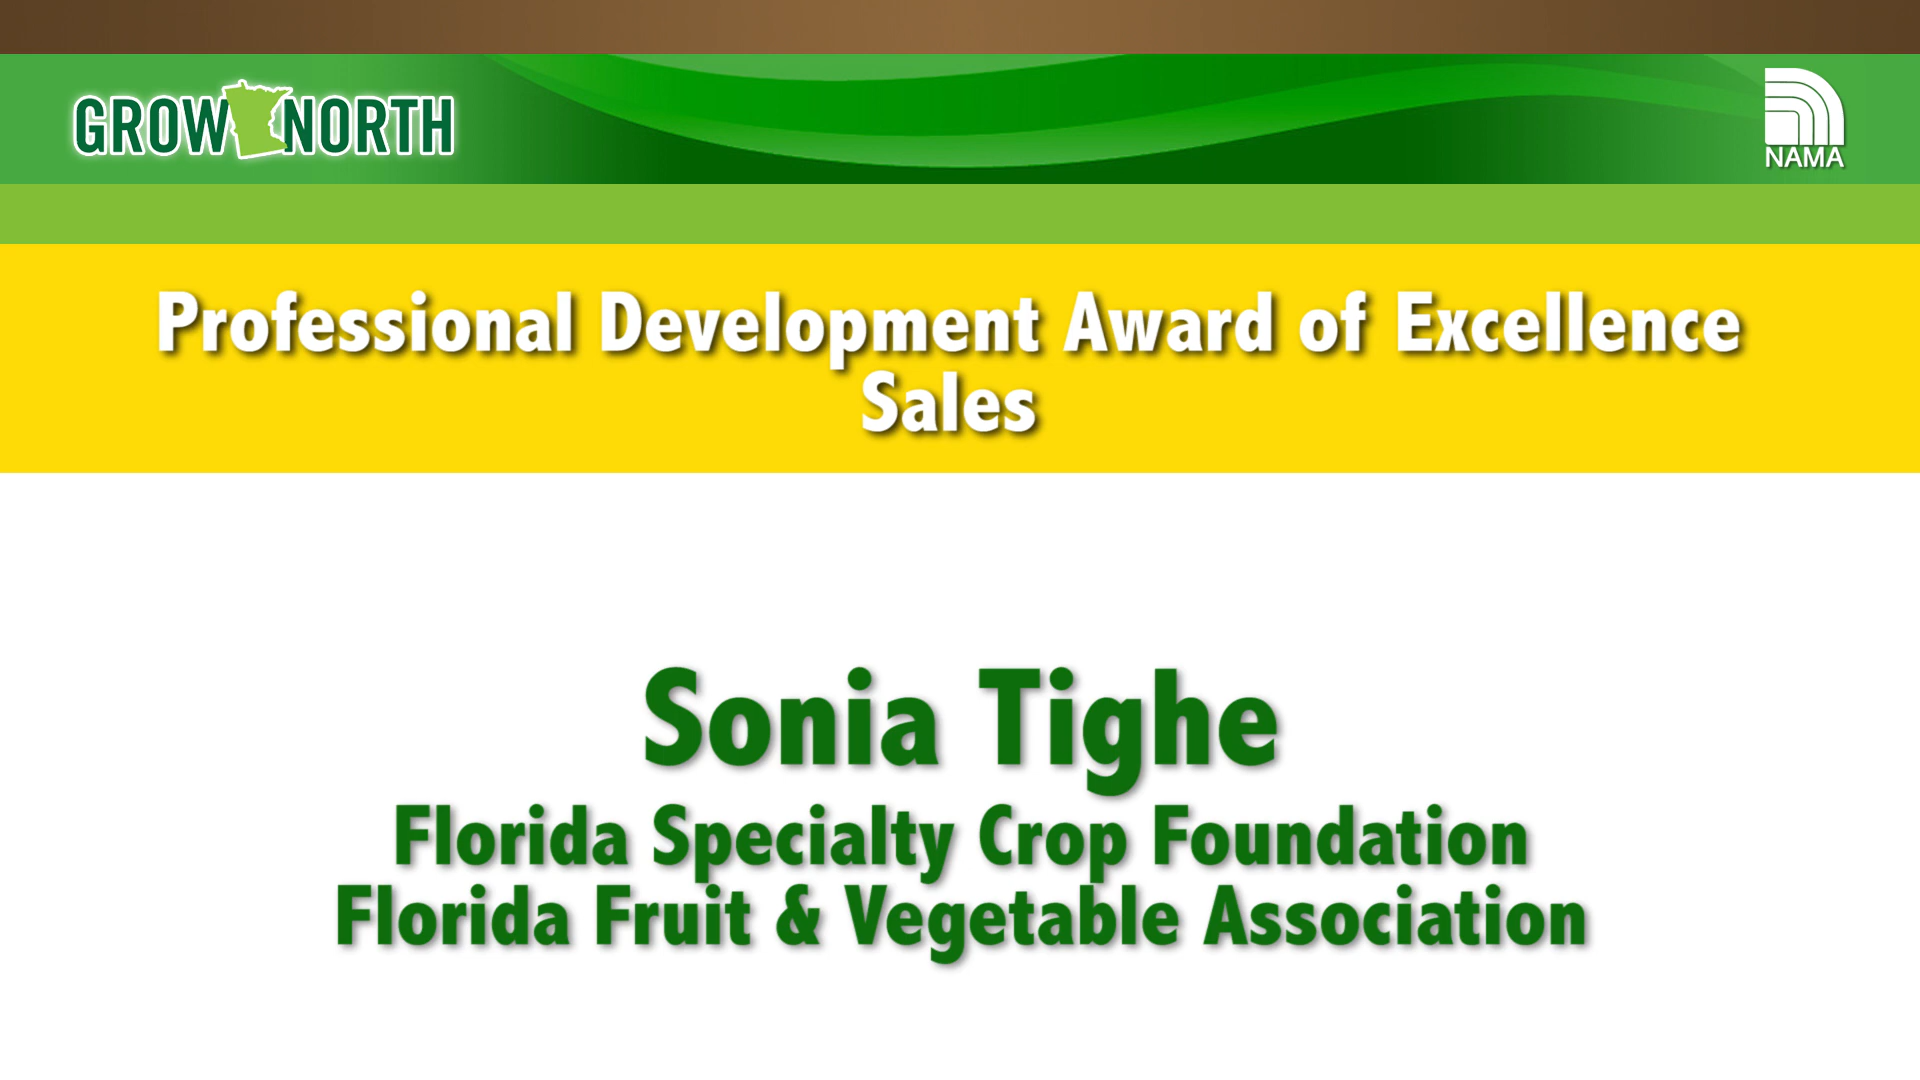 GROW NORTH
NAMA
Professional Development Award of Excellence
Sales
Sonia Tighe
Florida Specialty Crop Foundation
Florida Fruit & Vegetable Association